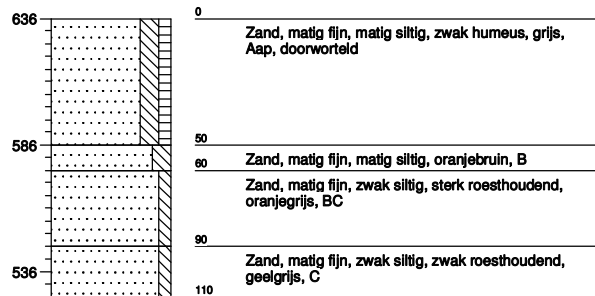 636
0
Zand, matig fijn, matig siltig, zwak humeus, grijs,
Aap, doorworteld
586
50
Zand, matig fijn, matig siltig, oranjebruin, B
60
Zand, matig fijn, zwak siltig, sterk roesthoudend,
oranjegrijs, BC
90
Zand, matig fijn, zwak siltig, zwak roesthoudend,
geelgrijs, C
536
110